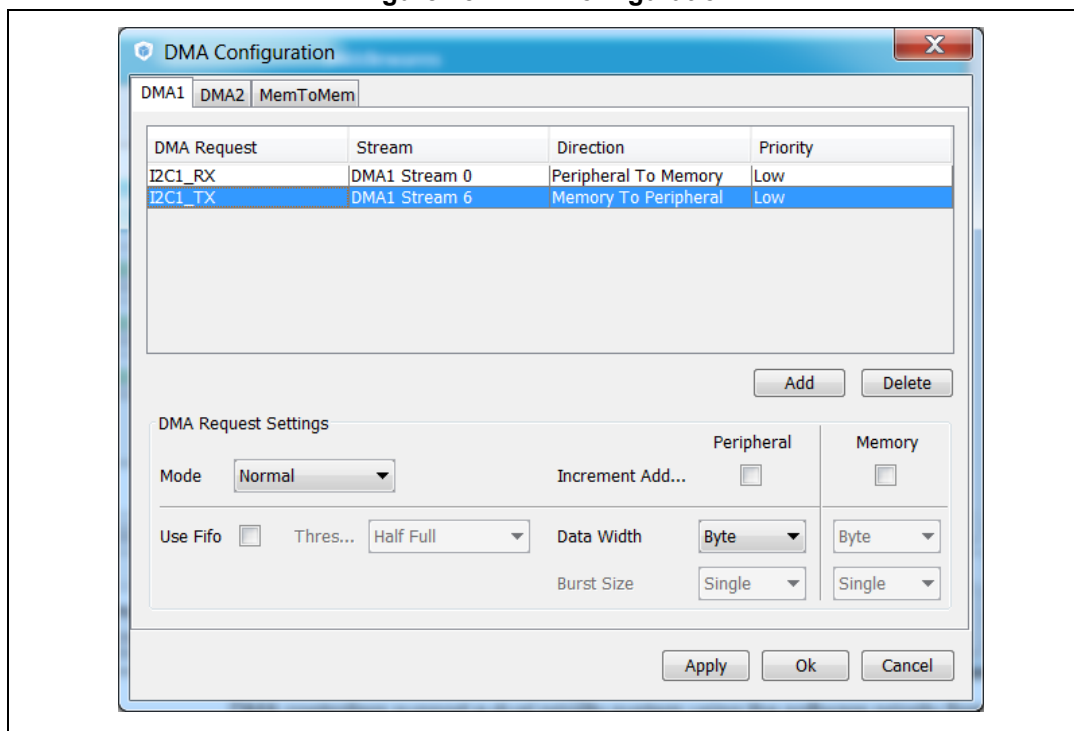 DMA Configuration
DMA1 DMA2 MemToMem
DMA Request Stream Direction Priority
I2C1_RX DMA1 Stream 0 Peripheral To Memory Low
I2C1_TX DMA1 Stream 6 Memory To Peripheral Low
Add Delete
DMA Request Settings
Peripheral Memory
Mode Normal Increment Add...
Use Fifo Thres... Half Full Data Width Byte Byte
Burst Size Single Single
Apply Ok Cancel